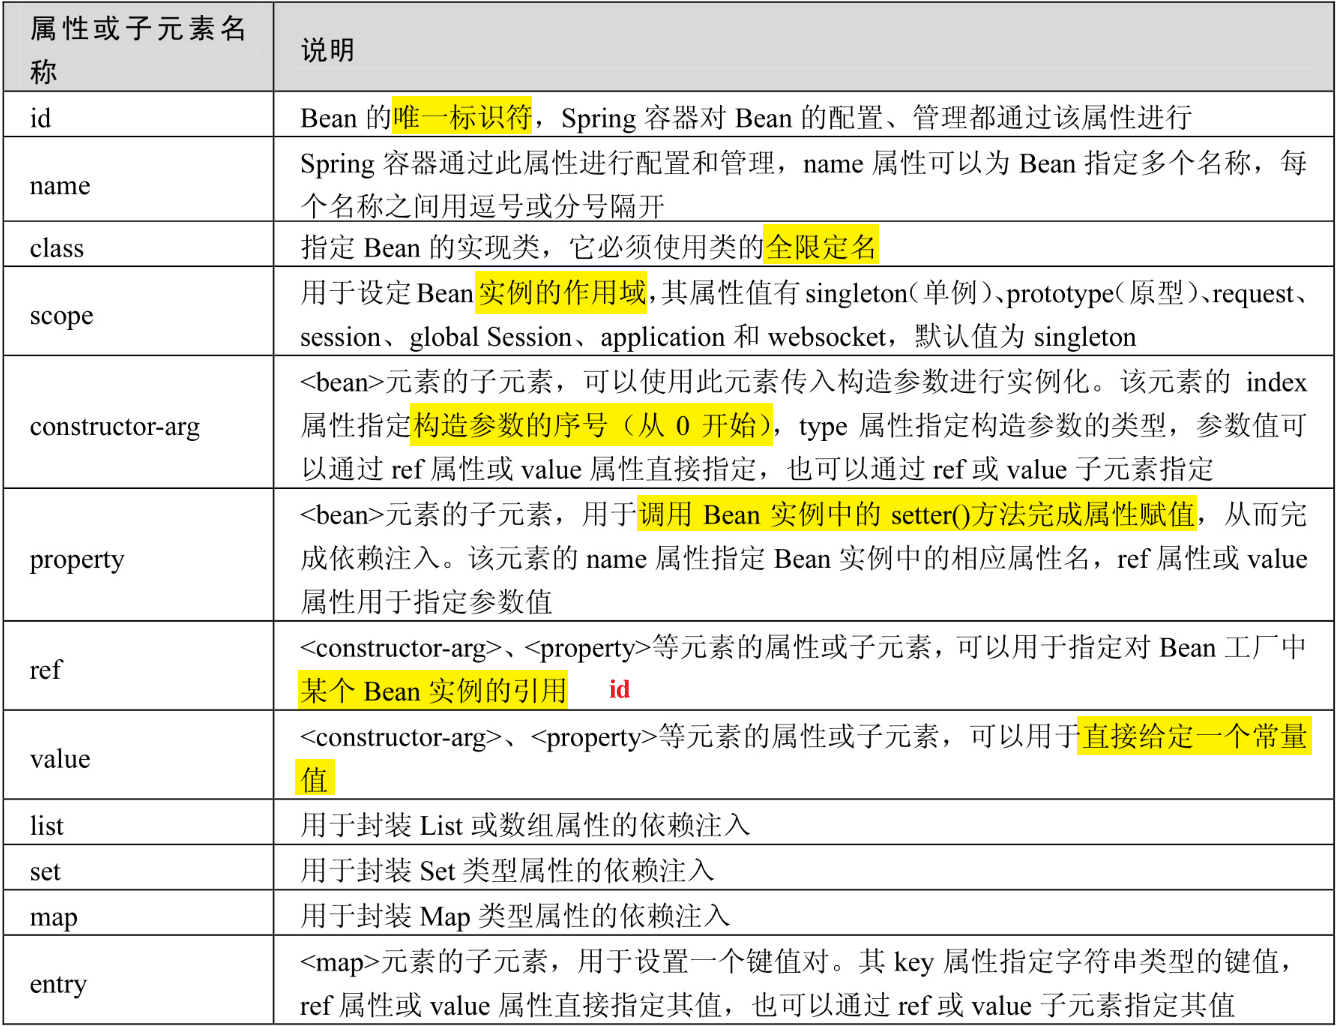 属性或子元素名
称
说明
id
Bean 的唯一标识符，Spring 容器对 Bean 的配置、管理都通过该属性进行
name
Spring 容器通过此属性进行配置和管理，name 属性可以为 Bean 指定多个名称，每
个名称之间用逗号或分号隔开
class
指定 Bean 的实现类，它必须使用类的全限定名
scope
用于设定 Bean 实例的作用域，其属性值有 singleton（单例）、prototype（原型）、request、
session、global Session、application 和 websocket，默认值为 singleton
constructor-arg
<bean>元素的子元素，可以使用此元素传入构造参数进行实例化。该元素的 index
属性指定构造参数的序号（从 0 开始），type 属性指定构造参数的类型，参数值可
以通过 ref 属性或 value 属性直接指定，也可以通过 ref 或 value 子元素指定
property
<bean>元素的子元素，用于调用 Bean 实例中的 setter()方法完成属性赋值，从而完
成依赖注入。该元素的 name 属性指定 Bean 实例中的相应属性名，ref 属性或 value
属性用于指定参数值
ref
<constructor-arg>、<property>等元素的属性或子元素，可以用于指定对 Bean 工厂中
某个 Bean 实例的引用 id
value
<constructor-arg>、<property>等元素的属性或子元素，可以用于直接给定一个常量
值
list
用于封装 List 或数组属性的依赖注入
set
用于封装 Set 类型属性的依赖注入
map
用于封装 Map 类型属性的依赖注入
entry
<map>元素的子元素，用于设置一个键值对。其 key 属性指定字符串类型的键值，
ref 属性或 value 属性直接指定其值，也可以通过 ref 或 value 子元素指定其值